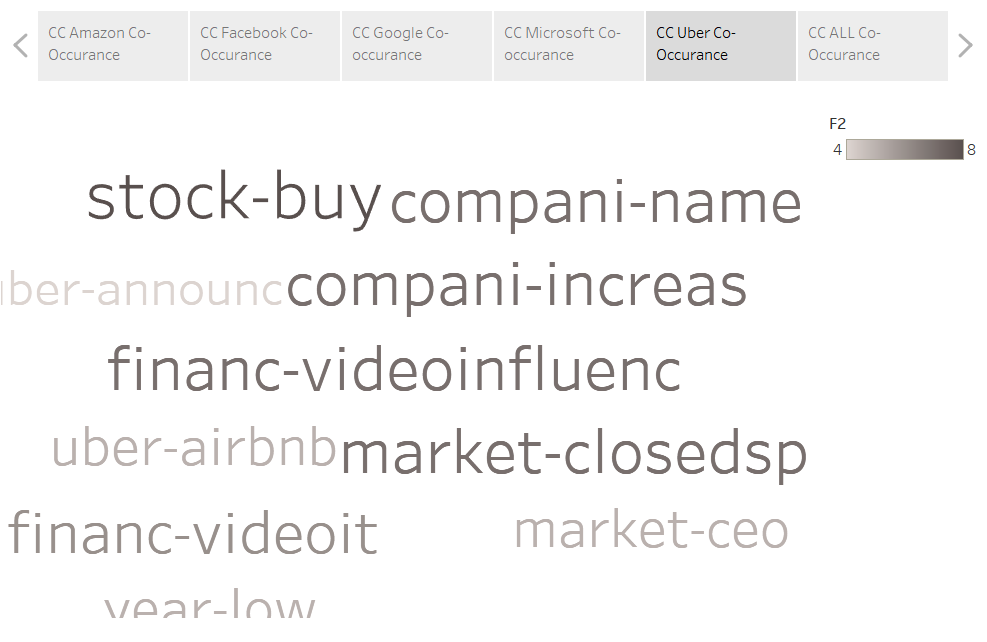 CC Amazon Co-
Occurance
CC Facebook Co-
Occurance
CC Google Co-
occurance
CC Microsoft Co-
occurance
CC Uber Co-
Occurance
CC ALL Co-
Occurance
F2
4 8
stock-buy compani-name
uber-announc compani-increas
financ-videoinfluenc
uber-airbnb market-closedsp
financ-videoit market-ceo
year-low